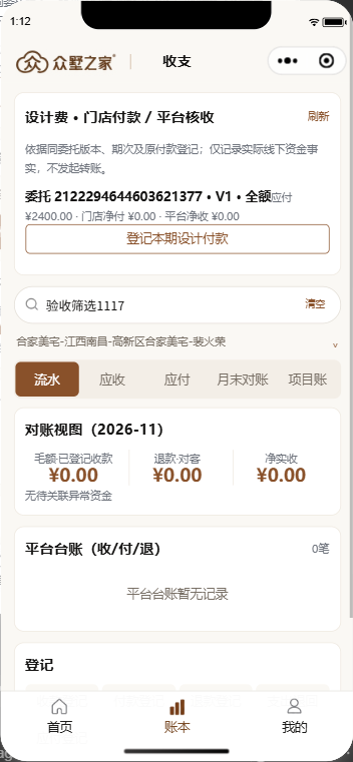 1:12
众墅之家
收支
设计费 • 门店付款 / 平台核收
刷新
依据同委托版本、期次及原付款登记；仅记录实际线下资金事
实，不发起转账。
委托 2122294644603621377 • V1 • 全额应付
¥2400.00 · 门店净付 ¥0.00 · 平台净收 ¥0.00
登记本期设计付款
验收筛选1117
清空
合家美宅-江西南昌-高新区合家美宅-裴火荣
流水
应收
应付
月末对账
项目账
对账视图（2026-11）
毛额·已登记收款
退款·对客
净实收
¥0.00
¥0.00
¥0.00
无待关联异常资金
平台台账（收/付/退）
0笔
平台台账暂无记录
登记
首页
账本
我的